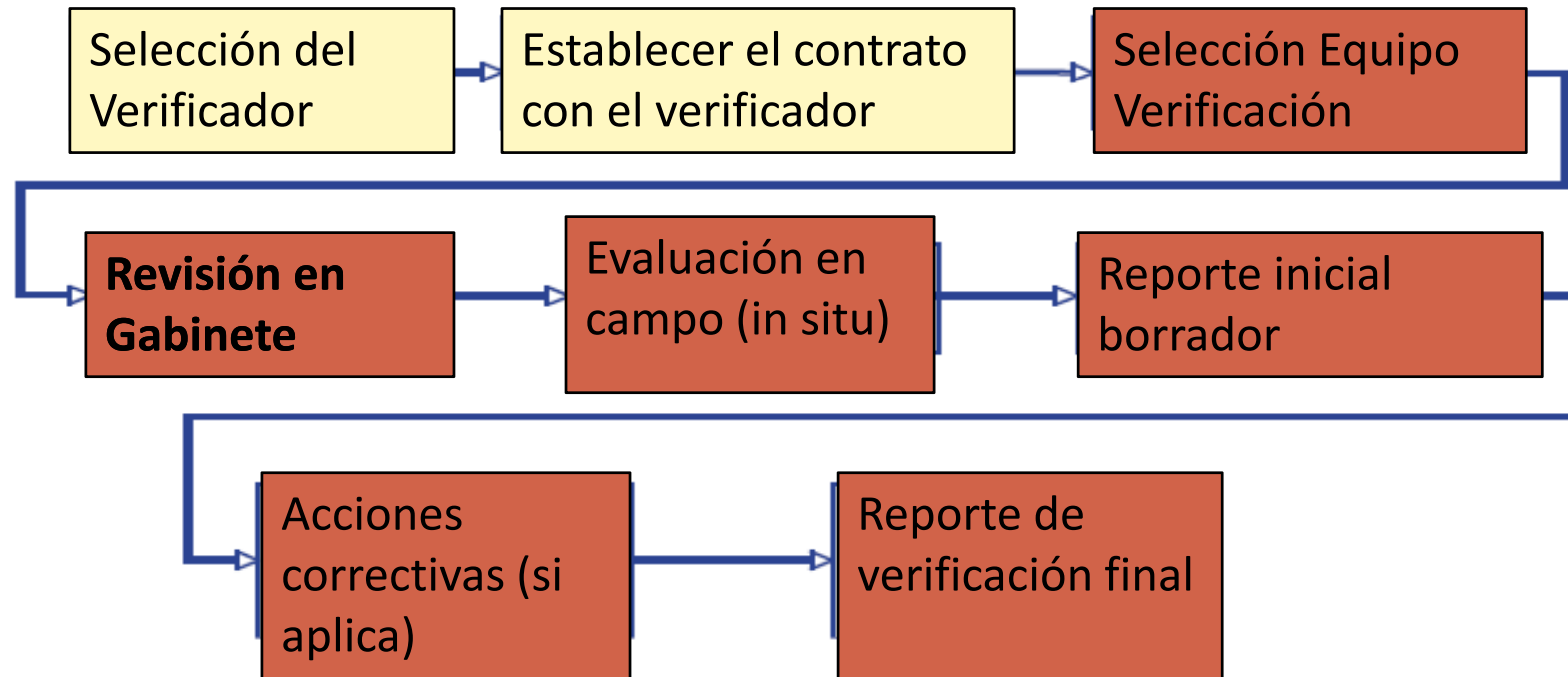 Selección del
Verificador
Establecer el contrato
con el verificador
Selección Equipo
Verificación
Revisión en
Gabinete
Evaluación en
campo (in situ)
Reporte inicial
borrador
Acciones
correctivas (si
aplica)
Reporte de
verificación final